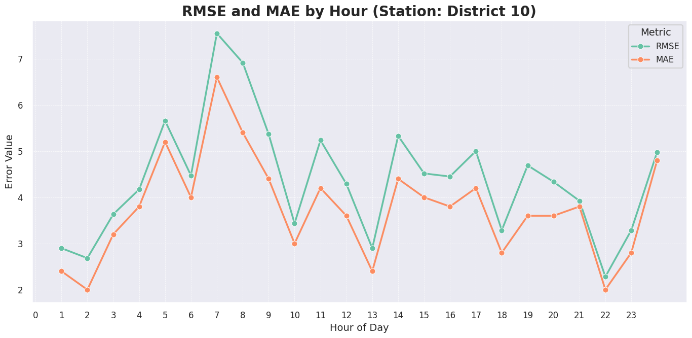 RMSE and MAE by Hour (Station: District 10)
Metric
RMSE
MAE
Error Value
7
6
5
4
3
2
0 1 2 3 4 5 6 7 8 9 10 11 12 13 14 15 16 17 18 19 20 21 22 23
Hour of Day